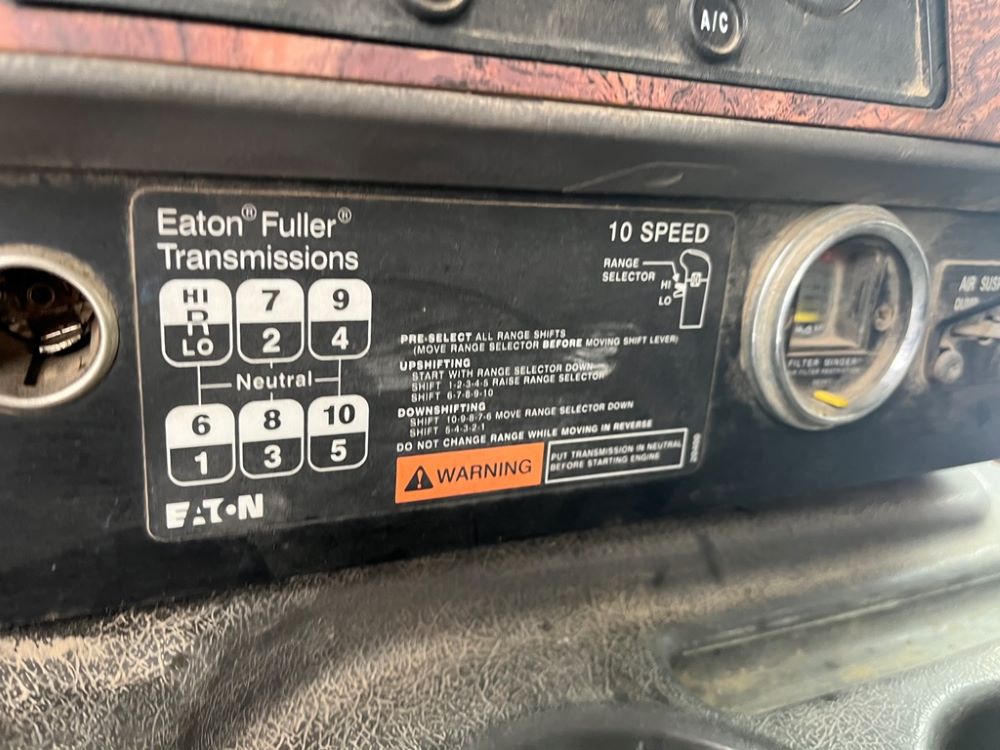 A/C
Eaton® Fuller®
Transmissions
10 SPEED
RANGE
SELECTOR
HI
LO
HI 7 9
R
LO 2 4
Neutral
6 8 10
1 3 5
PRE-SELECT ALL RANGE SHIFTS
(MOVE RANGE SELECTOR BEFORE MOVING SHIFT LEVER)
UPSHIFTING
START WITH RANGE SELECTOR DOWN
SHIFT 1-2-3-4-5 RAISE RANGE SELECTOR
SHIFT 6-7-8-9-10
DOWNSHIFTING
SHIFT 10-9-8-7-6 MOVE RANGE SELECTOR DOWN
SHIFT 5-4-3-2-1
DO NOT CHANGE RANGE WHILE MOVING IN REVERSE
WARNING
PUT TRANSMISSION IN NEUTRAL
BEFORE STARTING ENGINE
EATON
FILTER MINDER
AIR SUSP